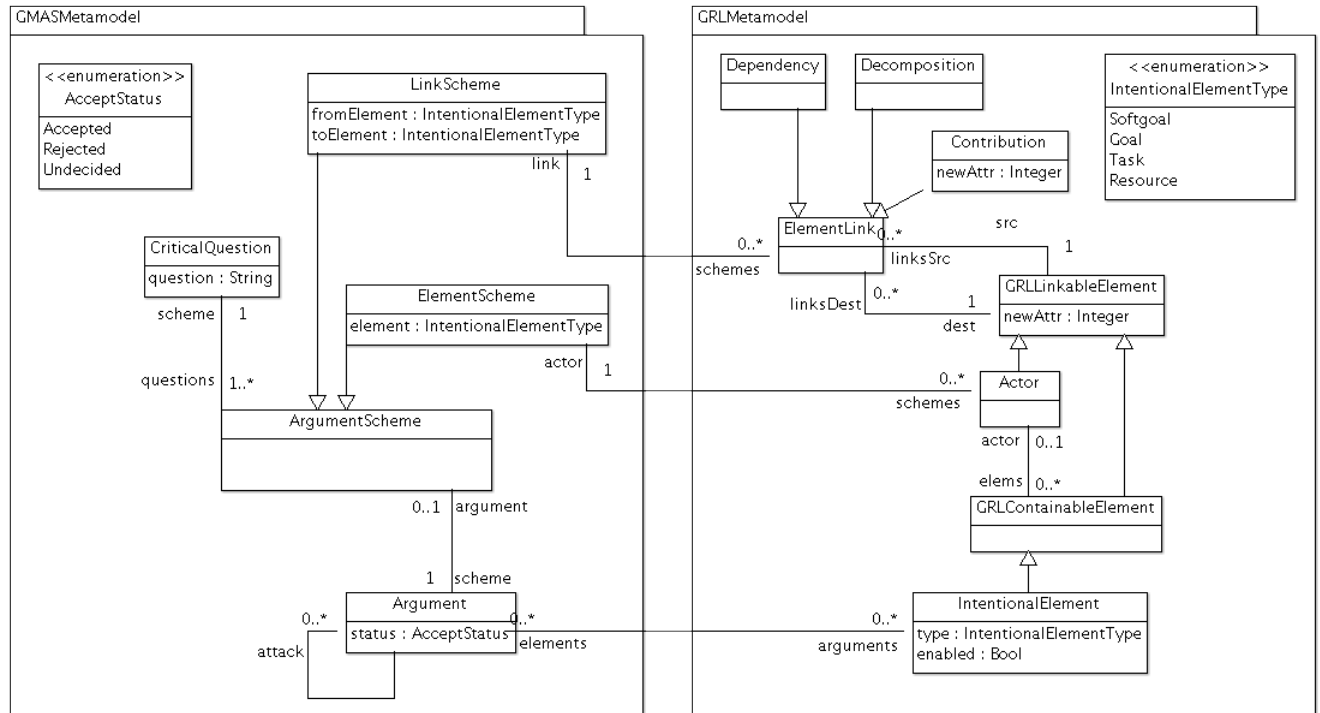 GMASMetamodel
GRLMetamodel
<<enumeration>>
AcceptStatus
Accepted
Rejected
Undecided
LinkScheme
fromElement : IntentionalElementType
toElement : IntentionalElementType
link
1
Dependency
Decomposition
<<enumeration>>
IntentionalElementType
Softgoal
Goal
Task
Resource
Contribution
newAttr : Integer
CriticalQuestion
question : String
scheme
1
questions
1..*
ElementLink
0..*
schemes
0..*
linksSrc
src
1
linksDest
0..*
1
dest
GRLLinkableElement
newAttr : Integer
ElementScheme
element : IntentionalElementType
actor
1
0..*
schemes
Actor
actor
0..1
elems
0..*
ArgumentScheme
0..1
argument
1
scheme
GRLContainableElement
Argument
status : AcceptStatus
0..*
attack
0..*
elements
0..*
arguments
IntentionalElement
type : IntentionalElementType
enabled : Bool